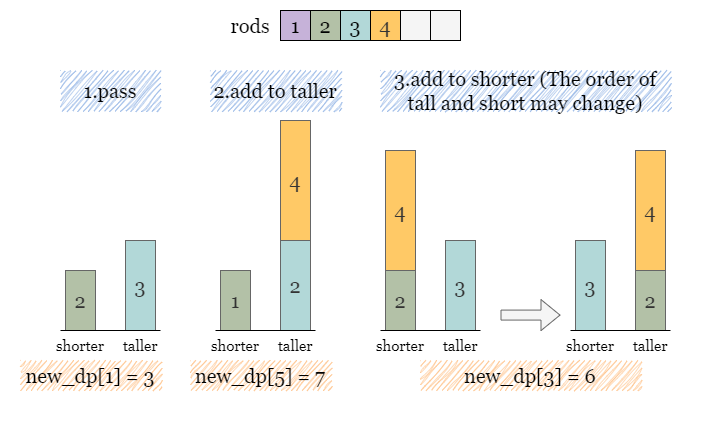 rods 1 2 3 4
1.pass
2.add to taller
3.add to shorter (The order of
tall and short may change)
2 3
shorter taller
new_dp[1] = 3
4
1 2
shorter taller
new_dp[5] = 7
4
2 3
shorter taller
4
3 2
shorter taller
new_dp[3] = 6